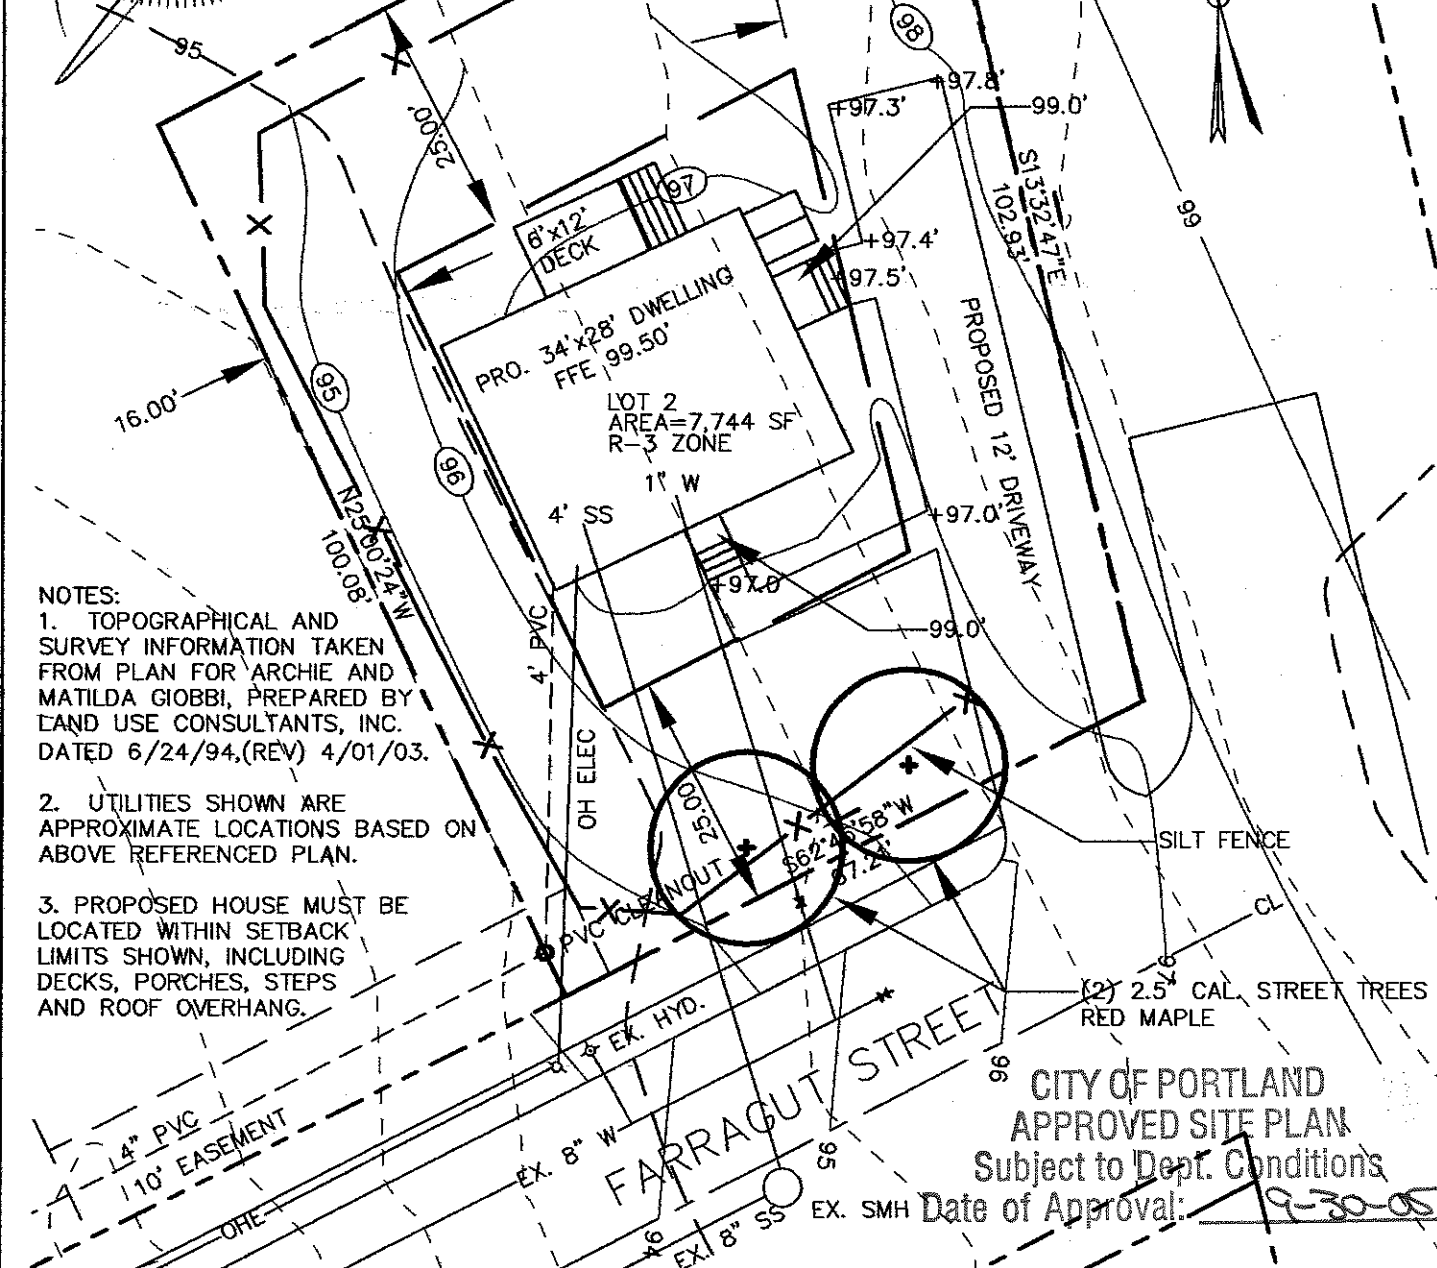 95
98
+97.8'
+97.3'
99.0'
25.00'
97
S13°32'47"E
102.93'
99
6'x12'
DECK
+97.4'
+97.5'
PRO. 34'x28' DWELLING
FFE 99.50'
PROPOSED 12' DRIVEWAY
16.00'
95
LOT 2
AREA=7,744 SF
R-3 ZONE
96
1" W
4' SS
+97.0'
N25°00'24"W
100.08'
+97.0
99.0'
4' PVC
OH ELEC
NOTES:
1. TOPOGRAPHICAL AND
SURVEY INFORMATION TAKEN
FROM PLAN FOR ARCHIE AND
MATILDA GIOBBI, PREPARED BY
LAND USE CONSULTANTS, INC.
DATED 6/24/94,(REV) 4/01/03.
2. UTILITIES SHOWN ARE
APPROXIMATE LOCATIONS BASED ON
ABOVE REFERENCED PLAN.
3. PROPOSED HOUSE MUST BE
LOCATED WITHIN SETBACK
LIMITS SHOWN, INCLUDING
DECKS, PORCHES, STEPS
AND ROOF OVERHANG.
25.00'
SILT FENCE
PVC CLEANOUT
CL
97
(2) 2.5" CAL. STREET TREES
RED MAPLE
EX. HYD.
96
FARRAGUT STREET
4" PVC
10' EASEMENT
EX. 8" W
95
OHE
94
EX. 8" SS
EX. SMH
CITY OF PORTLAND
APPROVED SITE PLAN
Subject to Dept. Conditions
Date of Approval: 9-30-05